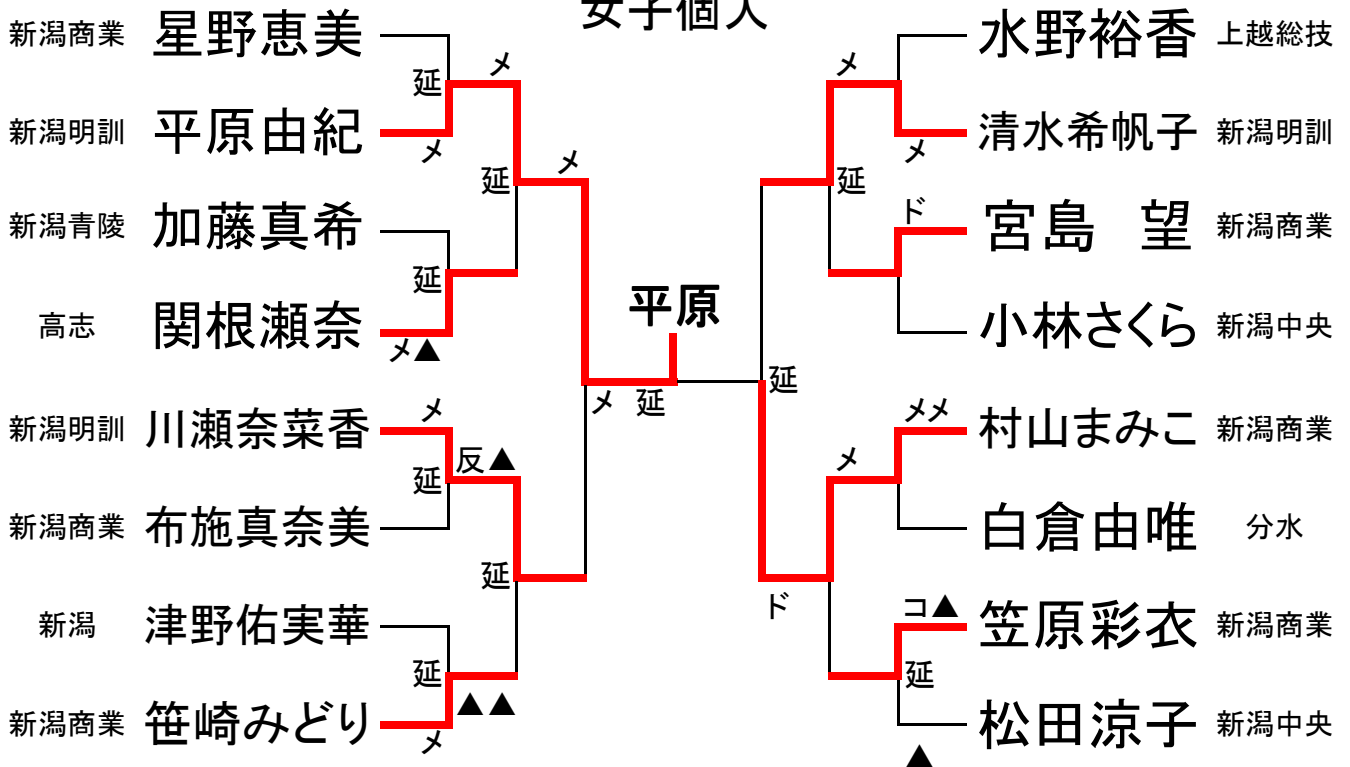 女子個人
新潟商業 星野恵美
延
メ
新潟明訓 平原由紀
メ
延
メ
新潟青陵 加藤真希
延
高志 関根瀬奈
メ▲
新潟明訓 川瀬奈菜香
メ
延
反▲
新潟商業 布施真奈美
延
新潟 津野佑実華
延
▲▲
新潟商業 笹崎みどり
メ
平原
メ 延
水野裕香 上越総技
メ
清水希帆子 新潟明訓
メ
延
ド
宮島 望 新潟商業
小林さくら 新潟中央
延
メメ
村山まみこ 新潟商業
メ
白倉由唯 分水
ド
コ▲
笠原彩衣 新潟商業
延
松田涼子 新潟中央
▲